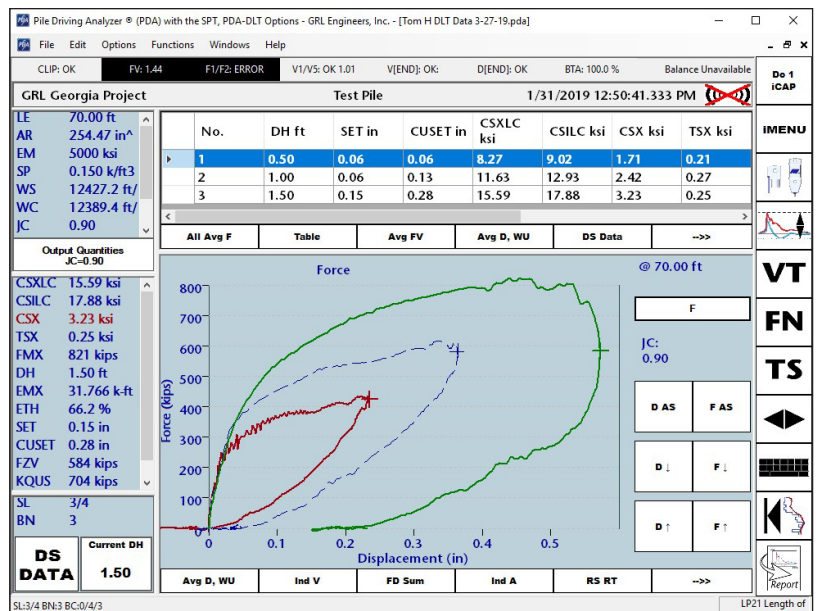 Pile Driving Analyzer ® (PDA) with the SPT, PDA-DLT Options - GRL Engineers, Inc. - [Tom H DLT Data 3-27-19.pda]
File Edit Options Functions Windows Help
CLIP: OK FV: 1.44 F1/F2: ERROR V1/V5: OK 1.01 V[END]: OK: D[END]: OK BTA: 100.0 % Balance Unavailable
Do 1
iCAP
GRL Georgia Project Test Pile 1/31/2019 12:50:41.333 PM
LE 70.00 ft
AR 254.47 in^
EM 5000 ksi
SP 0.150 k/ft3
WS 12427.2 ft/
WC 12389.4 ft/
JC 0.90
No. DH ft SET in CUSET in CSXLC ksi CSILC ksi CSX ksi TSX ksi
1 0.50 0.06 0.06 8.27 9.02 1.71 0.21
2 1.00 0.06 0.13 11.63 12.93 2.42 0.27
3 1.50 0.15 0.28 15.59 17.88 3.23 0.25
iMENU
All Avg F Table Avg FV Avg D, WU DS Data -->>
Output Quantities
JC=0.90
CSXLC 15.59 ksi
CSILC 17.88 ksi
CSX 3.23 ksi
TSX 0.25 ksi
FMX 821 kips
DH 1.50 ft
EMX 31.766 k-ft
ETH 66.2 %
SET 0.15 in
CUSET 0.28 in
FZV 584 kips
KQUS 704 kips
SL 3/4
BN 3
DS
DATA
Current DH
1.50
Force
@ 70.00 ft
Force (kips)
800
700
600
500
400
300
200
100
0 0.1 0.2 0.3 0.4 0.5
Displacement (in)
F
JC:
0.90
D AS F AS
D ↓ F ↓
D ↑ F ↑
VT
FN
TS
Report
Avg D, WU Ind V FD Sum Ind A RS RT -->>
SL:3/4 BN:3 BC:0/4/3 LP21 Length of